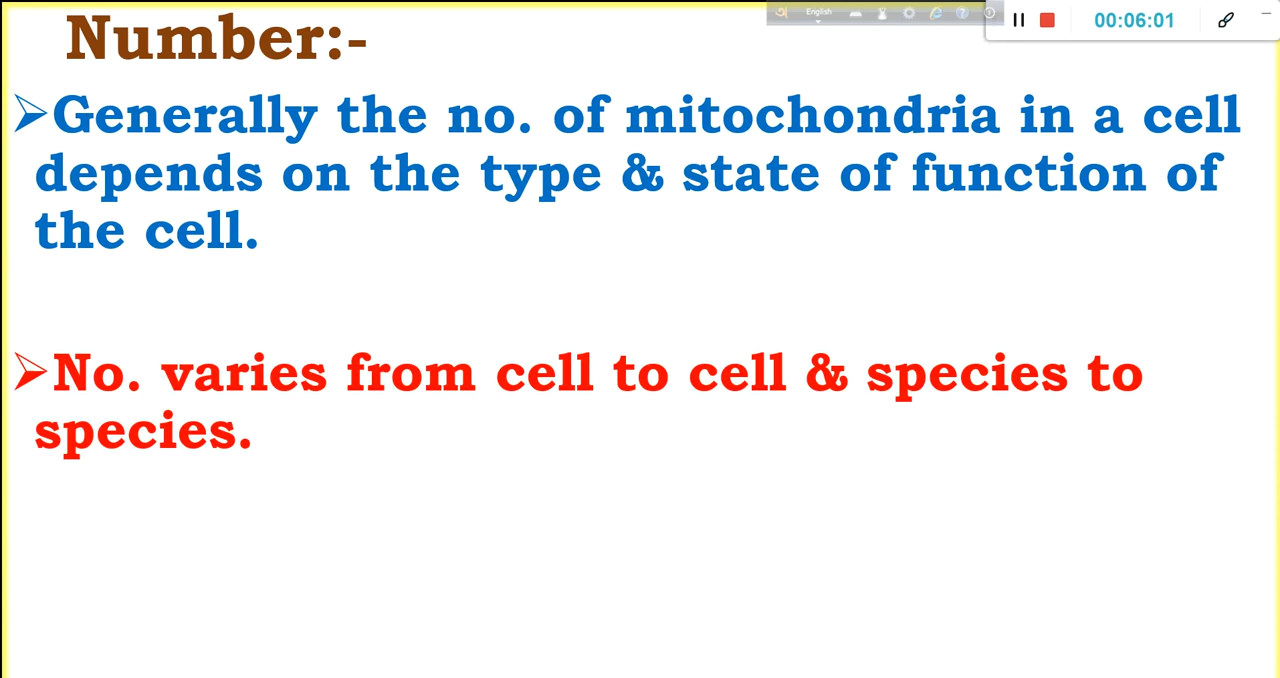 English
00:06:01
Number:-
➢Generally the no. of mitochondria in a cell
depends on the type & state of function of
the cell.
➢No. varies from cell to cell & species to
species.